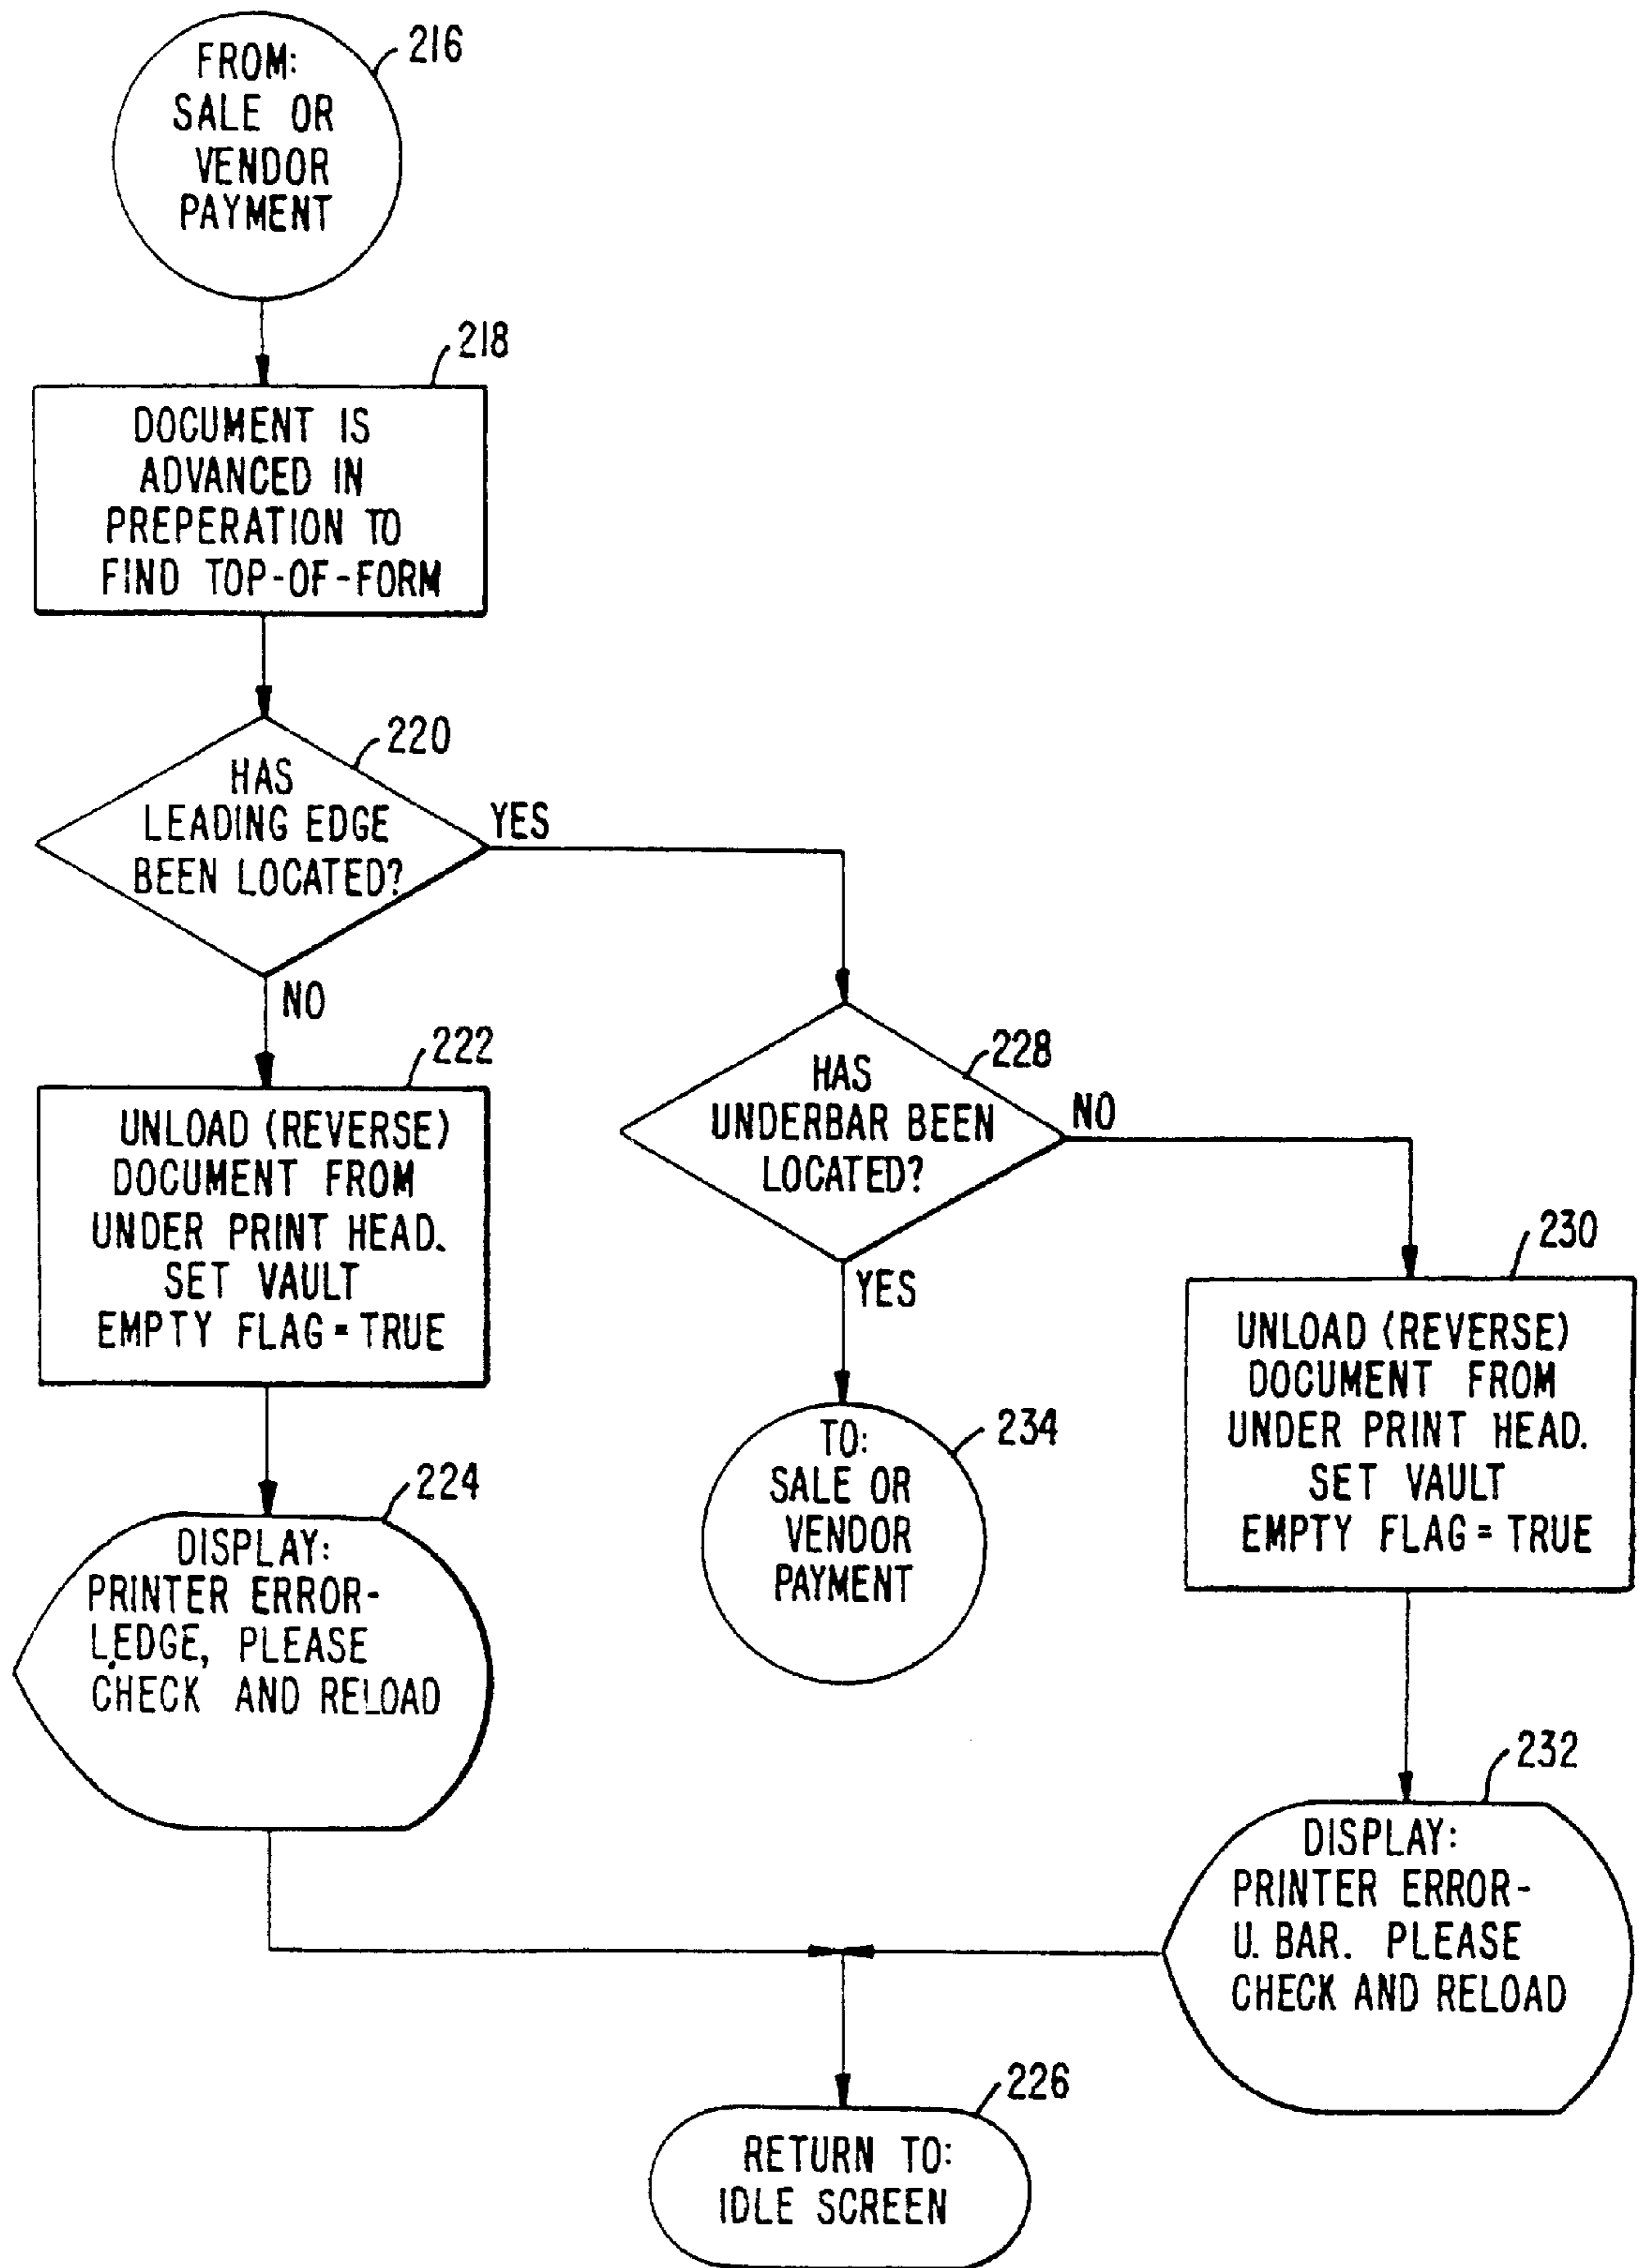 216
FROM:
SALE OR
VENDOR
PAYMENT
218
DOCUMENT IS
ADVANCED IN
PREPERATION TO
FIND TOP-OF-FORM
220
HAS
LEADING EDGE
BEEN LOCATED?
YES
NO
222
UNLOAD (REVERSE)
DOCUMENT FROM
UNDER PRINT HEAD.
SET VAULT
EMPTY FLAG = TRUE
224
DISPLAY:
PRINTER ERROR-
L.EDGE, PLEASE
CHECK AND RELOAD
228
HAS
UNDERBAR BEEN
LOCATED?
NO
YES
234
TO:
SALE OR
VENDOR
PAYMENT
230
UNLOAD (REVERSE)
DOCUMENT FROM
UNDER PRINT HEAD.
SET VAULT
EMPTY FLAG = TRUE
232
DISPLAY:
PRINTER ERROR-
U. BAR. PLEASE
CHECK AND RELOAD
226
RETURN TO:
IDLE SCREEN